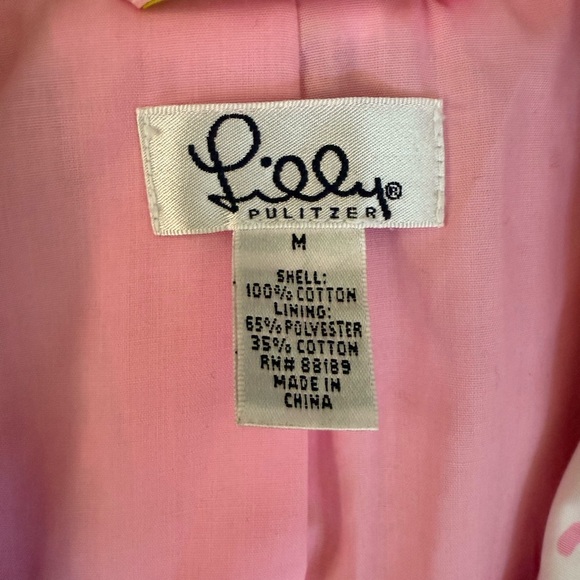 Lilly®
PULITZER
M
SHELL:
100% COTTON
LINING:
65% POLYESTER
35% COTTON
RN# 88189
MADE IN
CHINA